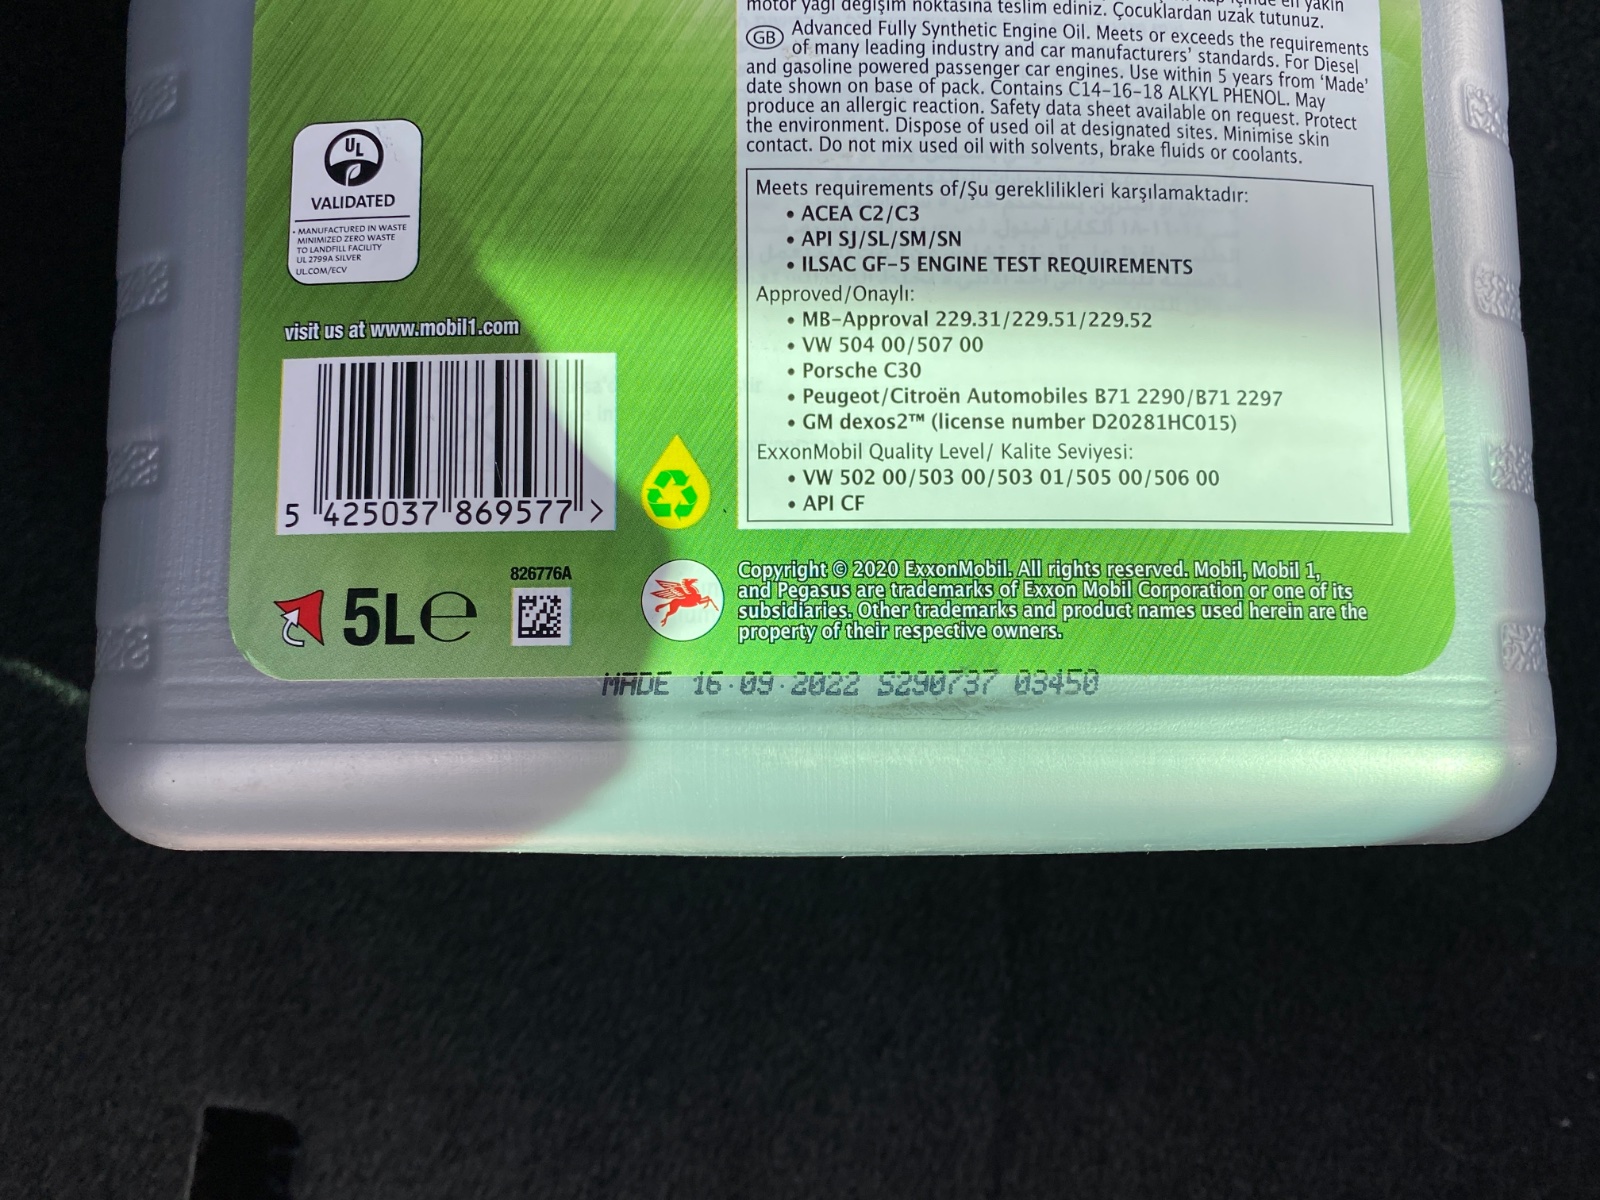 motor yağı değişim noktasına teslim ediniz. Çocuklardan uzak tutunuz.
GB Advanced Fully Synthetic Engine Oil. Meets or exceeds the requirements
of many leading industry and car manufacturers' standards. For Diesel
and gasoline powered passenger car engines. Use within 5 years from 'Made'
date shown on base of pack. Contains C14-16-18 ALKYL PHENOL. May
produce an allergic reaction. Safety data sheet available on request. Protect
the environment. Dispose of used oil at designated sites. Minimise skin
contact. Do not mix used oil with solvents, brake fluids or coolants.
Meets requirements of/Şu gereklilikleri karşılamaktadır:
• ACEA C2/C3
• API SJ/SL/SM/SN
• ILSAC GF-5 ENGINE TEST REQUIREMENTS
Approved/Onaylı:
• MB-Approval 229.31/229.51/229.52
• VW 504 00/507 00
• Porsche C30
• Peugeot/Citroën Automobiles B71 2290/B71 2297
• GM dexos2™ (license number D20281HC015)
ExxonMobil Quality Level/ Kalite Seviyesi:
• VW 502 00/503 00/503 01/505 00/506 00
• API CF
UL
VALIDATED
• MANUFACTURED IN WASTE
MINIMIZED ZERO WASTE
TO LANDFILL FACILITY
UL 2799A SILVER
UL.COM/ECV
visit us at www.mobil1.com
5 425037 869577 >
826776A
5L℮
Copyright © 2020 ExxonMobil. All rights reserved. Mobil, Mobil 1,
and Pegasus are trademarks of Exxon Mobil Corporation or one of its
subsidiaries. Other trademarks and product names used herein are the
property of their respective owners.
MADE 16·09·2022 S290737 03450